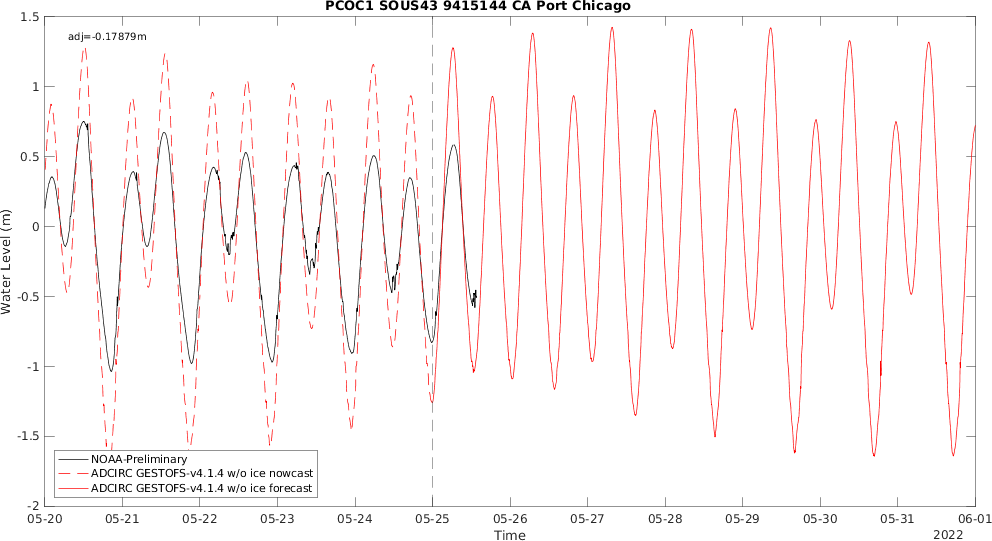 PCOC1 SOUS43 9415144 CA Port Chicago
adj=-0.17879m
1.5
1
0.5
0
-0.5
-1
-1.5
-2
Water Level (m)
NOAA-Preliminary
ADCIRC GESTOFS-v4.1.4 w/o ice nowcast
ADCIRC GESTOFS-v4.1.4 w/o ice forecast
05-20 05-21 05-22 05-23 05-24 05-25 05-26 05-27 05-28 05-29 05-30 05-31 06-01
Time
2022